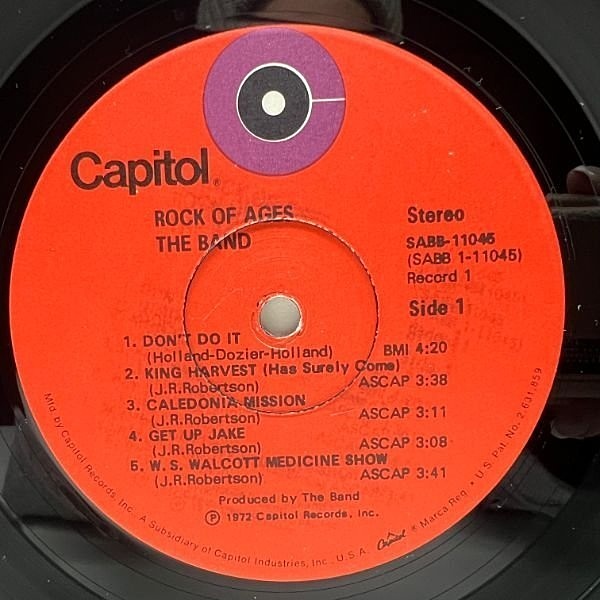 Capitol®
ROCK OF AGES
THE BAND
Stereo
SABB-11045
(SABB 1-11045)
Record 1
Side 1
1. DON'T DO IT
(Holland-Dozier-Holland) BMI 4:20
2. KING HARVEST (Has Surely Come)
(J.R.Robertson) ASCAP 3:38
3. CALEDONIA MISSION
(J.R.Robertson) ASCAP 3:11
4. GET UP JAKE
(J.R.Robertson) ASCAP 3:08
5. W. S. WALCOTT MEDICINE SHOW
(J.R.Robertson) ASCAP 3:41
Produced by The Band
Ⓟ 1972 Capitol Records, Inc.
Mfd. by Capitol Records, Inc. A Subsidiary of Capitol Industries, Inc. U.S.A. Capitol Marca Reg. • U.S. Pat. No. 2,631,859